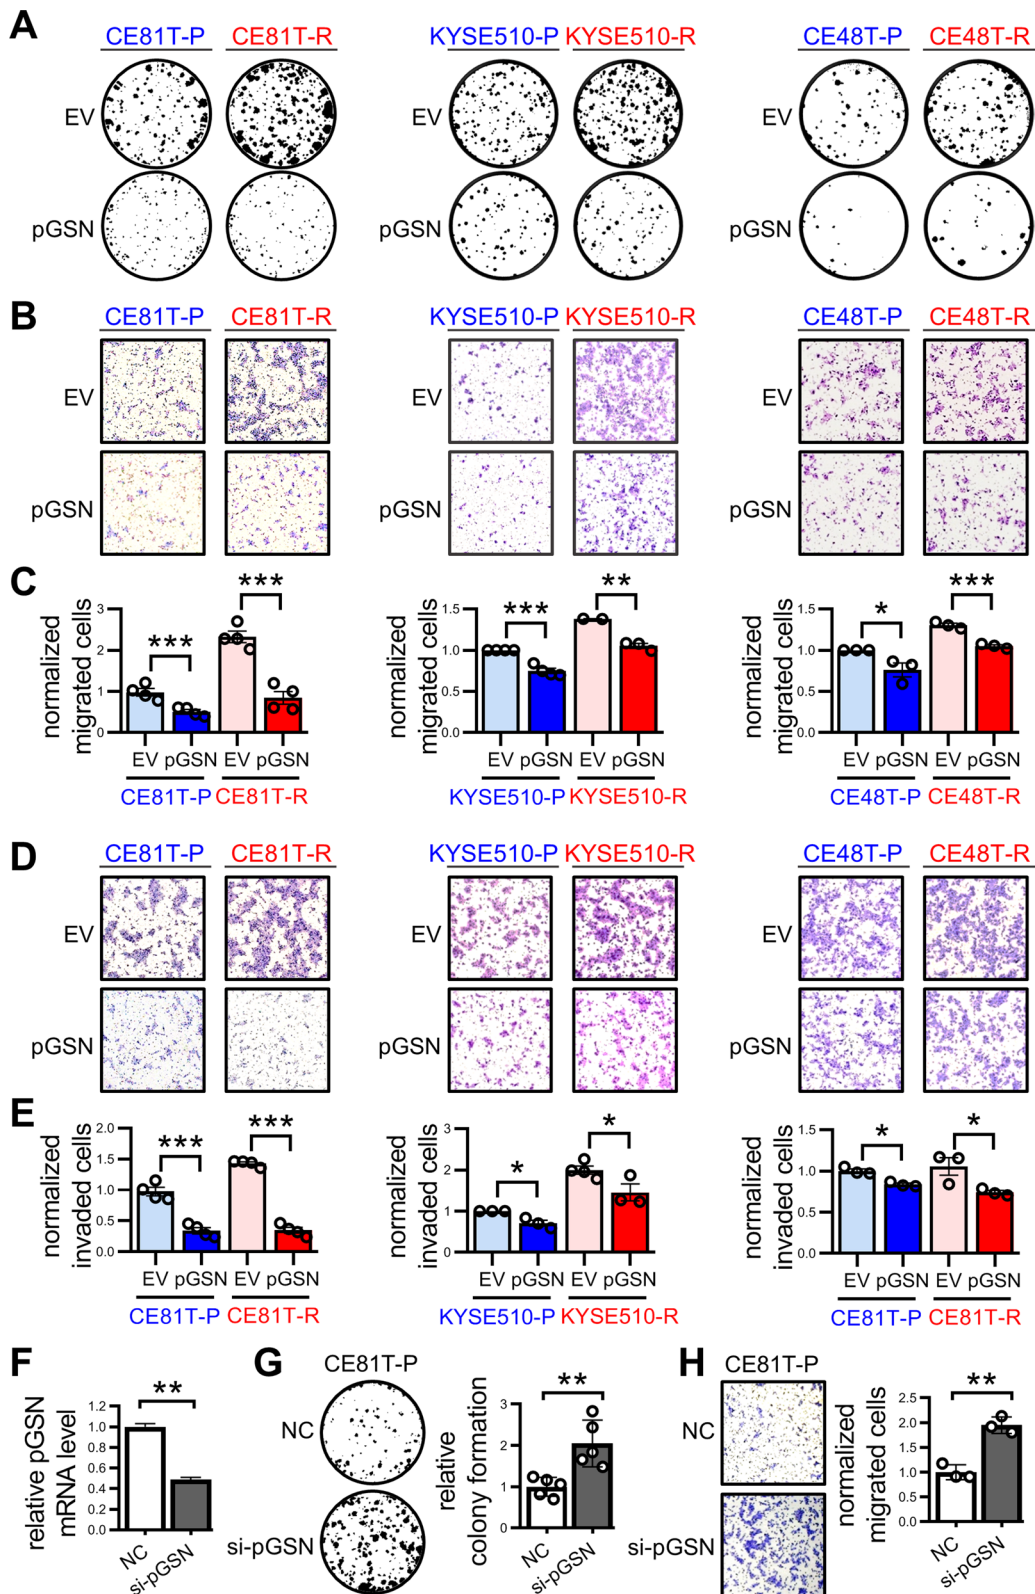 A
CE81T-P CE81T-R KYSE510-P KYSE510-R CE48T-P CE48T-R
EV EV EV
pGSN pGSN pGSN
B
CE81T-P CE81T-R KYSE510-P KYSE510-R CE48T-P CE48T-R
EV EV EV
pGSN pGSN pGSN
C
normalized
migrated cells
3
2
1
0
***
***
EV pGSN EV pGSN
CE81T-P CE81T-R
normalized
migrated cells
1.5
1.0
0.5
0.0
***
**
EV pGSN EV pGSN
KYSE510-P KYSE510-R
normalized
migrated cells
1.5
1.0
0.5
0.0
*
***
EV pGSN EV pGSN
CE48T-P CE48T-R
D
CE81T-P CE81T-R KYSE510-P KYSE510-R CE48T-P CE48T-R
EV EV EV
pGSN pGSN pGSN
E
normalized
invaded cells
2.0
1.5
1.0
0.5
0.0
***
***
EV pGSN EV pGSN
CE81T-P CE81T-R
normalized
invaded cells
3
2
1
0
*
*
EV pGSN EV pGSN
KYSE510-P KYSE510-R
normalized
invaded cells
1.5
1.0
0.5
0.0
*
*
EV pGSN EV pGSN
CE81T-P CE81T-R
F
relative pGSN
mRNA level
1.2
1.0
0.8
0.6
0.4
0.2
0.0
**
NC
si-pGSN
G
CE81T-P
NC
si-pGSN
relative
colony formation
3
2
1
0
**
NC
si-pGSN
H
CE81T-P
NC
si-pGSN
normalized
migrated cells
2.5
2.0
1.5
1.0
0.5
0.0
**
NC
si-pGSN